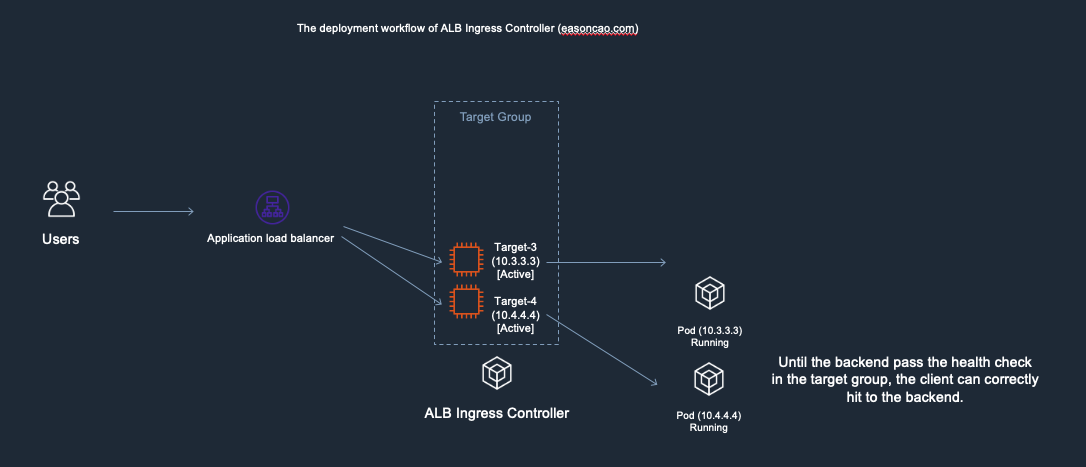 The deployment workflow of ALB Ingress Controller (easoncao.com)
Target Group
Users
Application load balancer
Target-3
(10.3.3.3)
[Active]
Target-4
(10.4.4.4)
[Active]
ALB Ingress Controller
Pod (10.3.3.3)
Running
Pod (10.4.4.4)
Running
Until the backend pass the health check
in the target group, the client can correctly
hit to the backend.